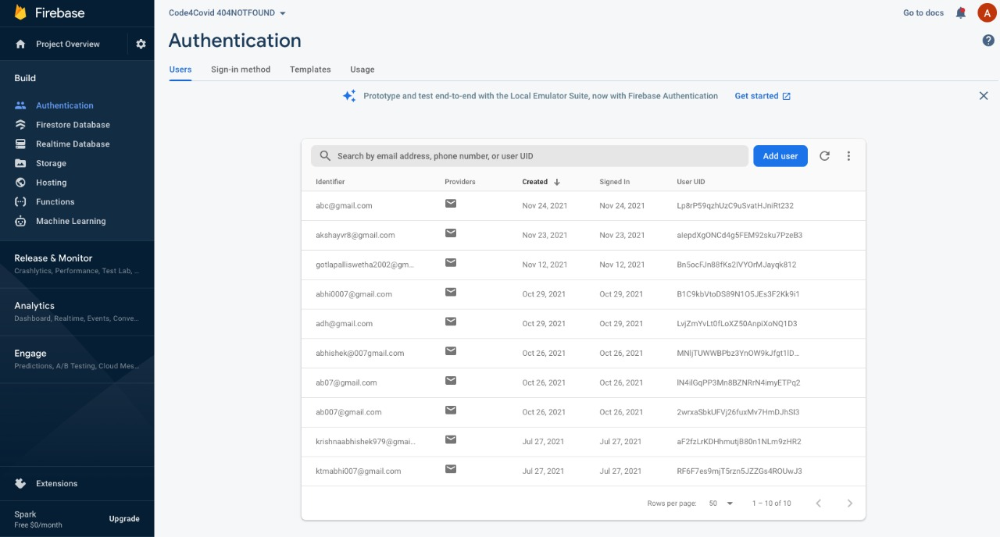 Firebase
Project Overview
Build
Authentication
Firestore Database
Realtime Database
Storage
Hosting
Functions
Machine Learning
Release & Monitor
Crashlytics, Performance, Test Lab, ...
Analytics
Dashboard, Realtime, Events, Conve...
Engage
Predictions, A/B Testing, Cloud Mes...
Extensions
Spark
Free $0/month
Upgrade
Code4Covid 404NOTFOUND
Go to docs
A
Authentication
Users Sign-in method Templates Usage
Prototype and test end-to-end with the Local Emulator Suite, now with Firebase Authentication Get started
Search by email address, phone number, or user UID Add user
Identifier Providers Created Signed In User UID
abc@gmail.com Nov 24, 2021 Nov 24, 2021 Lp8rP59qzhUzC9uSvatHJniRt232
akshayvr8@gmail.com Nov 23, 2021 Nov 23, 2021 alepdXgONCd4g5FEM92sku7PzeB3
gotlapalliswetha2002@gm... Nov 12, 2021 Nov 12, 2021 Bn5ocFJn88fKs2IVYOrMJayqk812
abhi0007@gmail.com Oct 29, 2021 Oct 29, 2021 B1C9kbVtoDS89N1O5JEs3F2Kk9i1
adh@gmail.com Oct 29, 2021 Oct 29, 2021 LvjZmYvLt0fLoXZ50AnpiXoNQ1D3
abhishek@007gmail.com Oct 26, 2021 Oct 26, 2021 MNljTUWWBPbz3YnOW9kJfgt1lD...
ab07@gmail.com Oct 26, 2021 Oct 26, 2021 lN4ilGqPP3Mn8BZNRrN4imyETPq2
ab007@gmail.com Oct 26, 2021 Oct 26, 2021 2wrxaSbkUFVj26fuxMv7HmDJhSl3
krishnaabhishek979@gmai... Jul 27, 2021 Jul 27, 2021 aF2fzLrKDHhmutjB80n1NLm9zHR2
ktmabhi007@gmail.com Jul 27, 2021 Jul 27, 2021 RF6F7es9mjT5rzn5JZZGs4ROUwJ3
Rows per page: 50 1 – 10 of 10